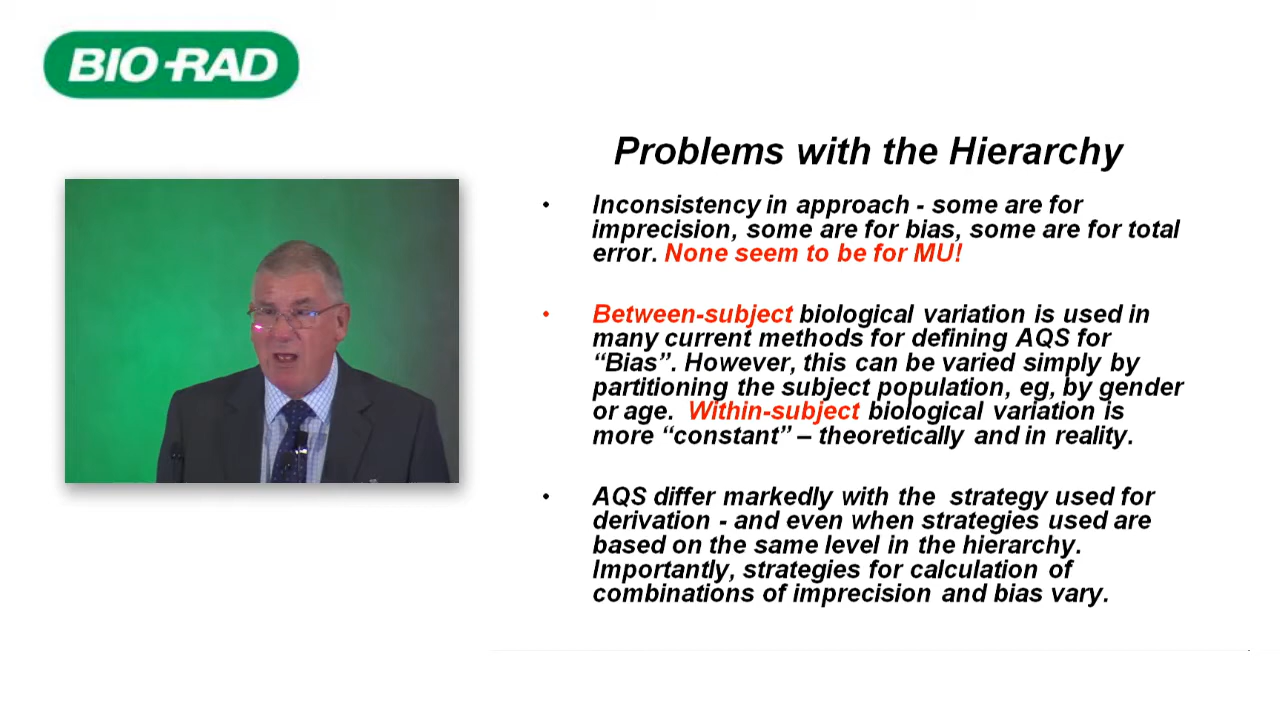 BIO-RAD
Problems with the Hierarchy
• Inconsistency in approach - some are for
imprecision, some are for bias, some are for total
error. None seem to be for MU!
• Between-subject biological variation is used in
many current methods for defining AQS for
“Bias”. However, this can be varied simply by
partitioning the subject population, eg, by gender
or age. Within-subject biological variation is
more “constant” – theoretically and in reality.
• AQS differ markedly with the strategy used for
derivation - and even when strategies used are
based on the same level in the hierarchy.
Importantly, strategies for calculation of
combinations of imprecision and bias vary.